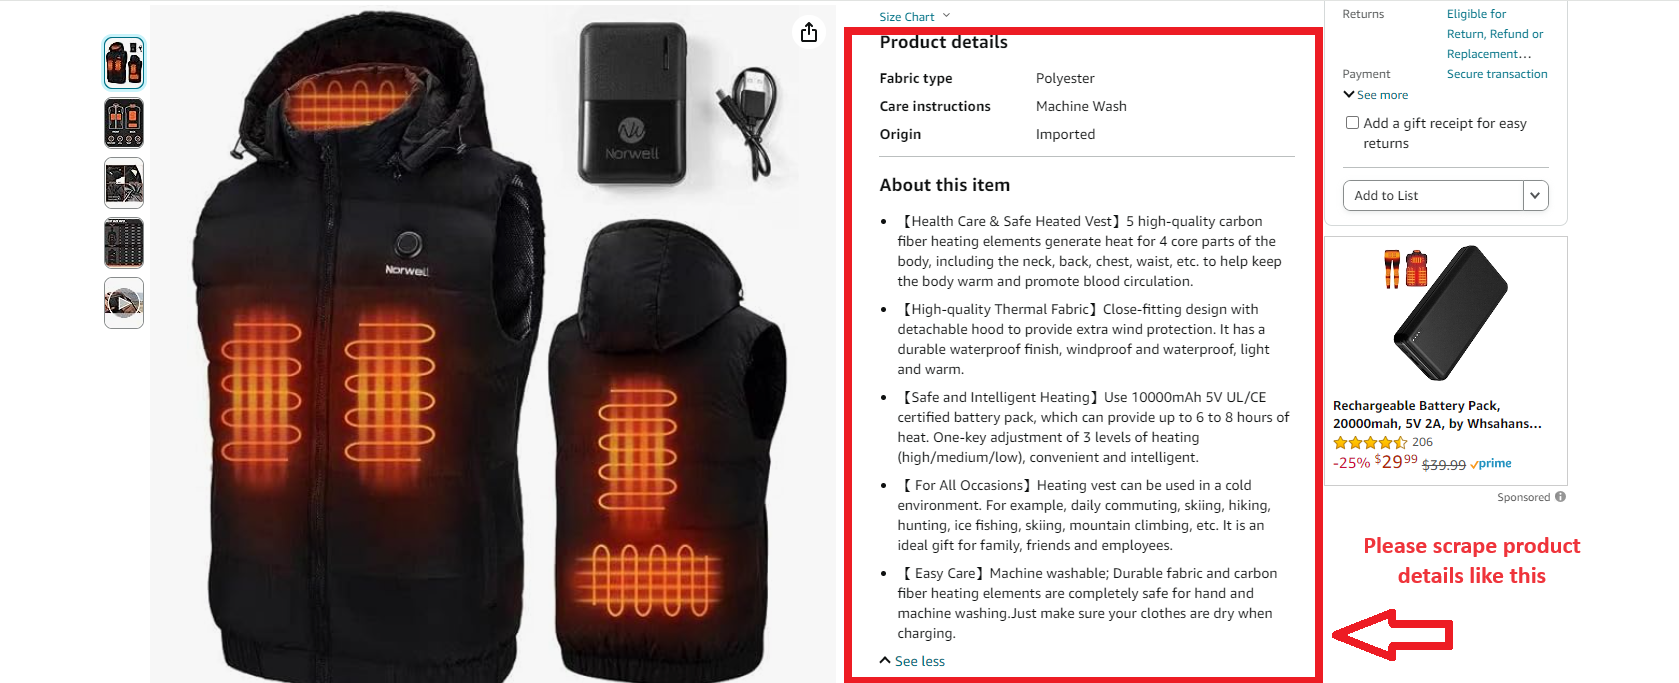 Norwell
Norwell
Size Chart
Product details
Fabric type Polyester
Care instructions Machine Wash
Origin Imported
About this item
【Health Care & Safe Heated Vest】5 high-quality carbon
fiber heating elements generate heat for 4 core parts of the
body, including the neck, back, chest, waist, etc. to help keep
the body warm and promote blood circulation.
【High-quality Thermal Fabric】Close-fitting design with
detachable hood to provide extra wind protection. It has a
durable waterproof finish, windproof and waterproof, light
and warm.
【Safe and Intelligent Heating】Use 10000mAh 5V UL/CE
certified battery pack, which can provide up to 6 to 8 hours of
heat. One-key adjustment of 3 levels of heating
(high/medium/low), convenient and intelligent.
【 For All Occasions】Heating vest can be used in a cold
environment. For example, daily commuting, skiing, hiking,
hunting, ice fishing, skiing, mountain climbing, etc. It is an
ideal gift for family, friends and employees.
【 Easy Care】Machine washable; Durable fabric and carbon
fiber heating elements are completely safe for hand and
machine washing.Just make sure your clothes are dry when
charging.
See less
Returns Eligible for
Return, Refund or
Replacement...
Payment Secure transaction
See more
Add a gift receipt for easy
returns
Add to List
Rechargeable Battery Pack,
20000mah, 5V 2A, by Whsahans...
206
-25% $29 99 $39.99 prime
Sponsored
Please scrape product
details like this